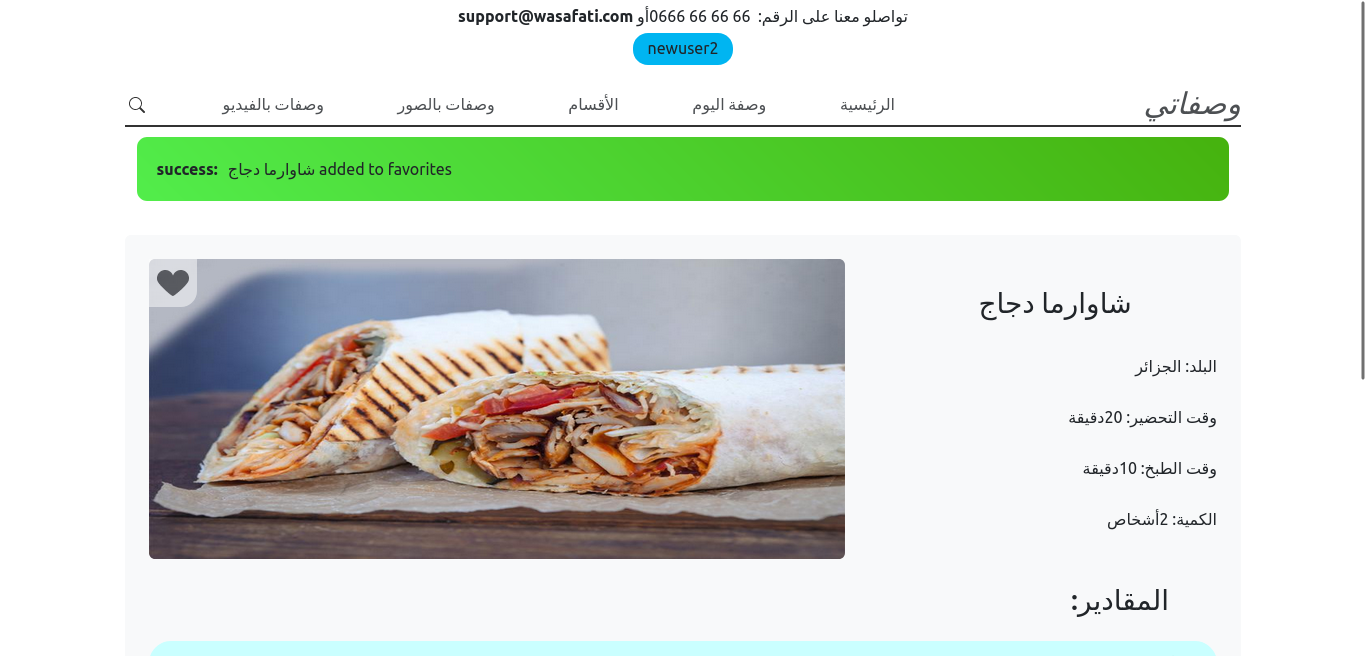 تواصلو معنا على الرقم: 66 66 66 0666أو support@wasafati.com
newuser2
وصفاتي
الرئيسية
وصفة اليوم
الأقسام
وصفات بالصور
وصفات بالفيديو
success: شاوارما دجاج added to favorites
شاوارما دجاج
البلد: الجزائر
وقت التحضير: 20دقيقة
وقت الطبخ: 10دقيقة
الكمية: 2أشخاص
المقادير: